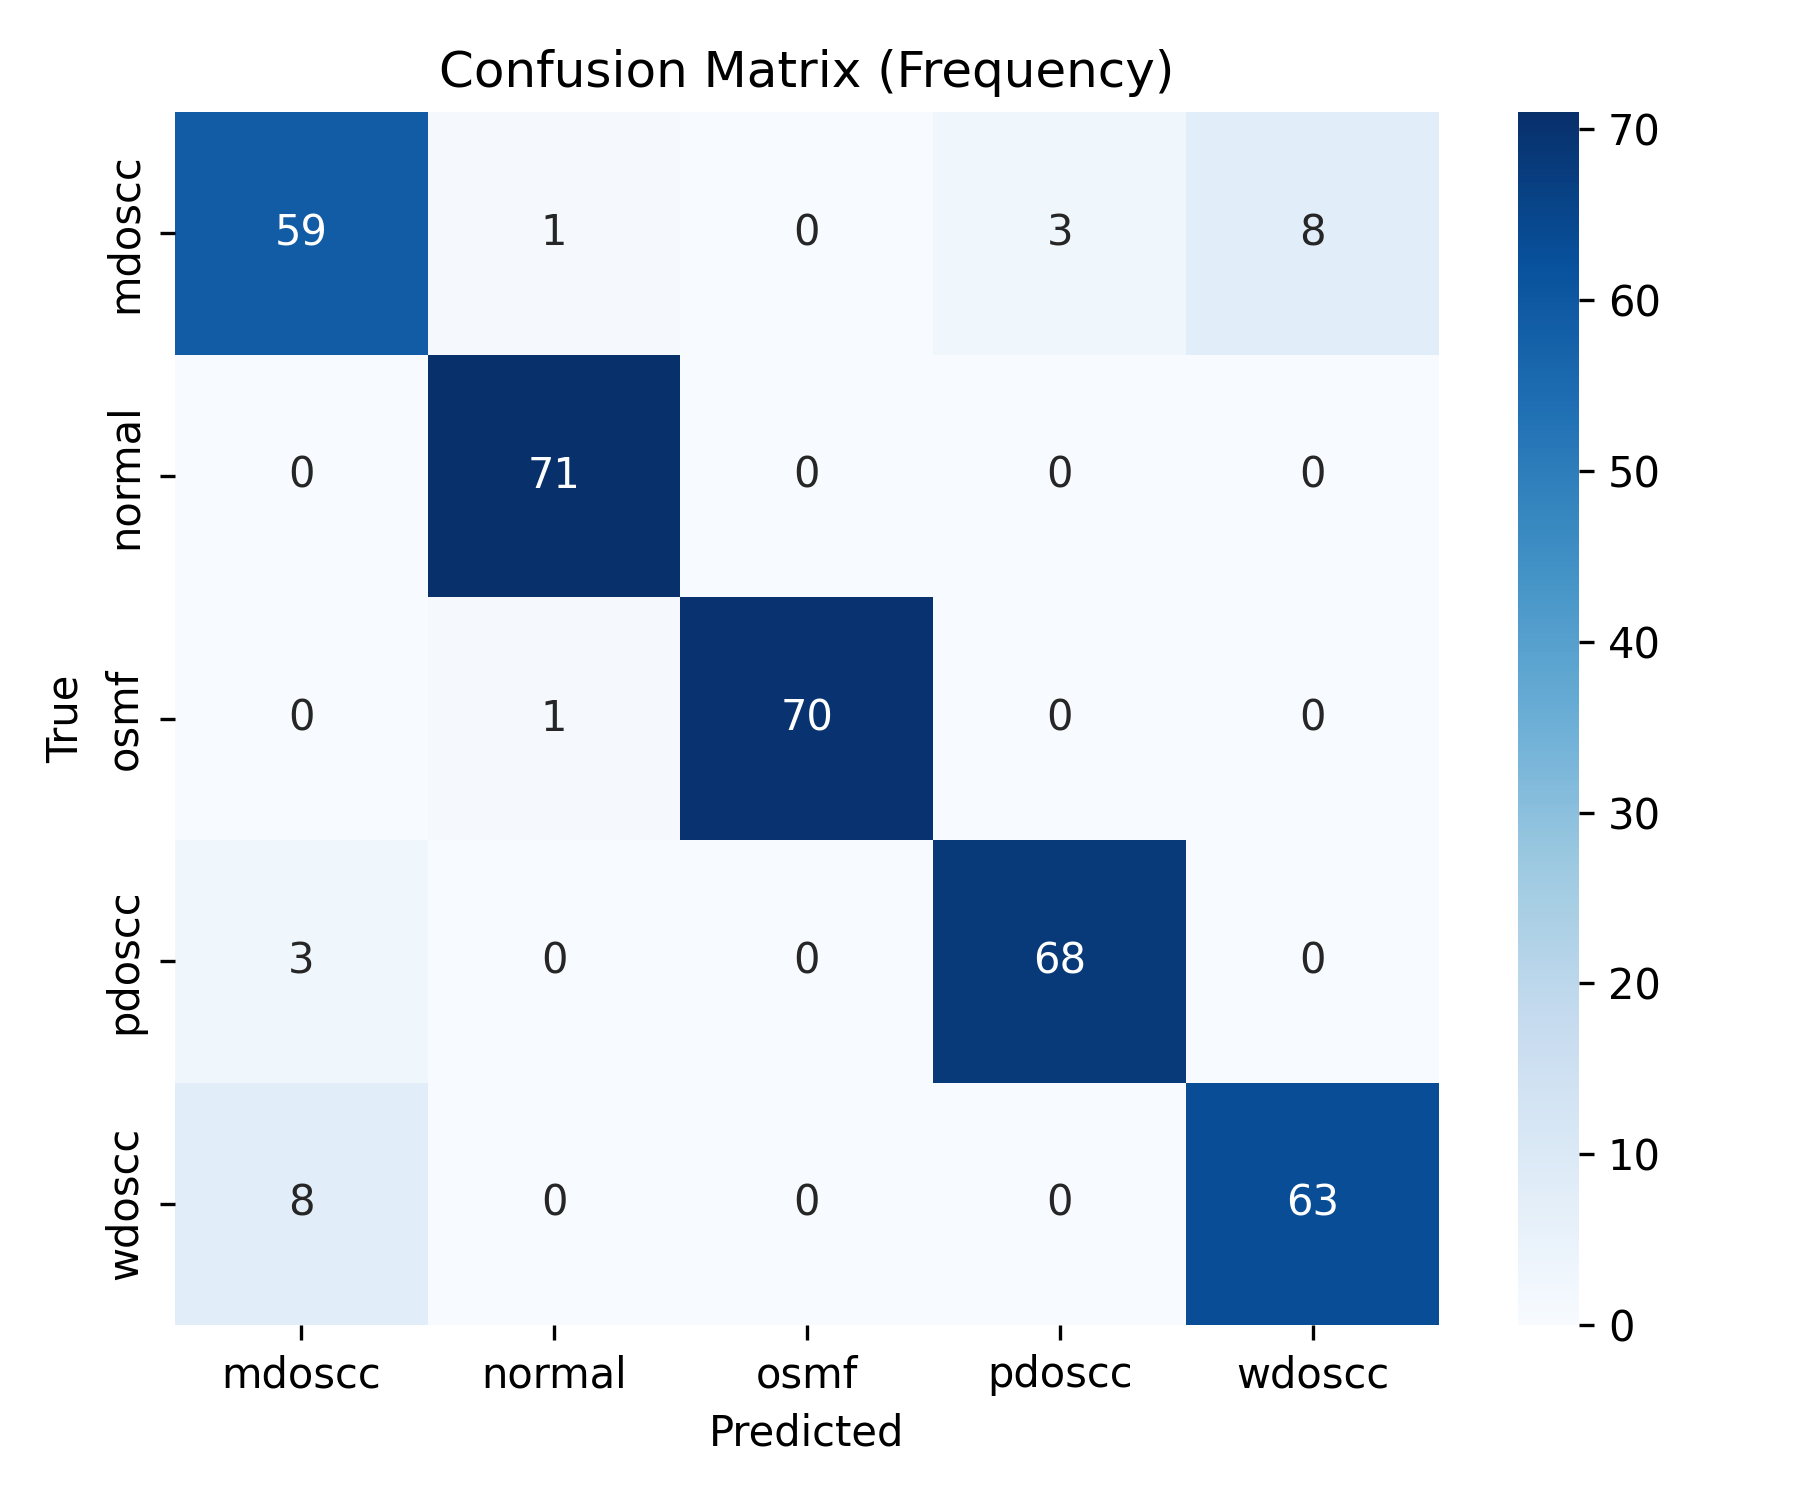 Confusion Matrix (Frequency)
mdoscc 59 1 0 3 8
normal 0 71 0 0 0
osmf 0 1 70 0 0
pdoscc 3 0 0 68 0
wdoscc 8 0 0 0 63
True
mdoscc normal osmf pdoscc wdoscc
Predicted
70
60
50
40
30
20
10
0